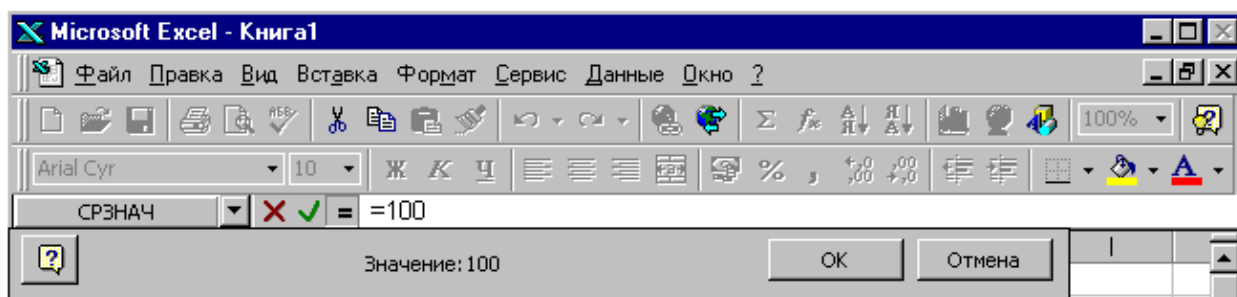 Microsoft Excel - Книга1
Файл Правка Вид Вставка Формат Сервис Данные Окно ?
100%
Arial Cyr 10 Ж К Ч % ,
СРЗНАЧ = =100
Значение: 100 ОК Отмена I